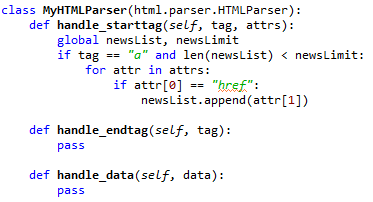 class MyHTMLParser(html.parser.HTMLParser):
    def handle_starttag(self, tag, attrs):
        global newsList, newsLimit
        if tag == "a" and len(newsList) < newsLimit:
            for attr in attrs:
                if attr[0] == "href":
                    newsList.append(attr[1])

    def handle_endtag(self, tag):
        pass

    def handle_data(self, data):
        pass